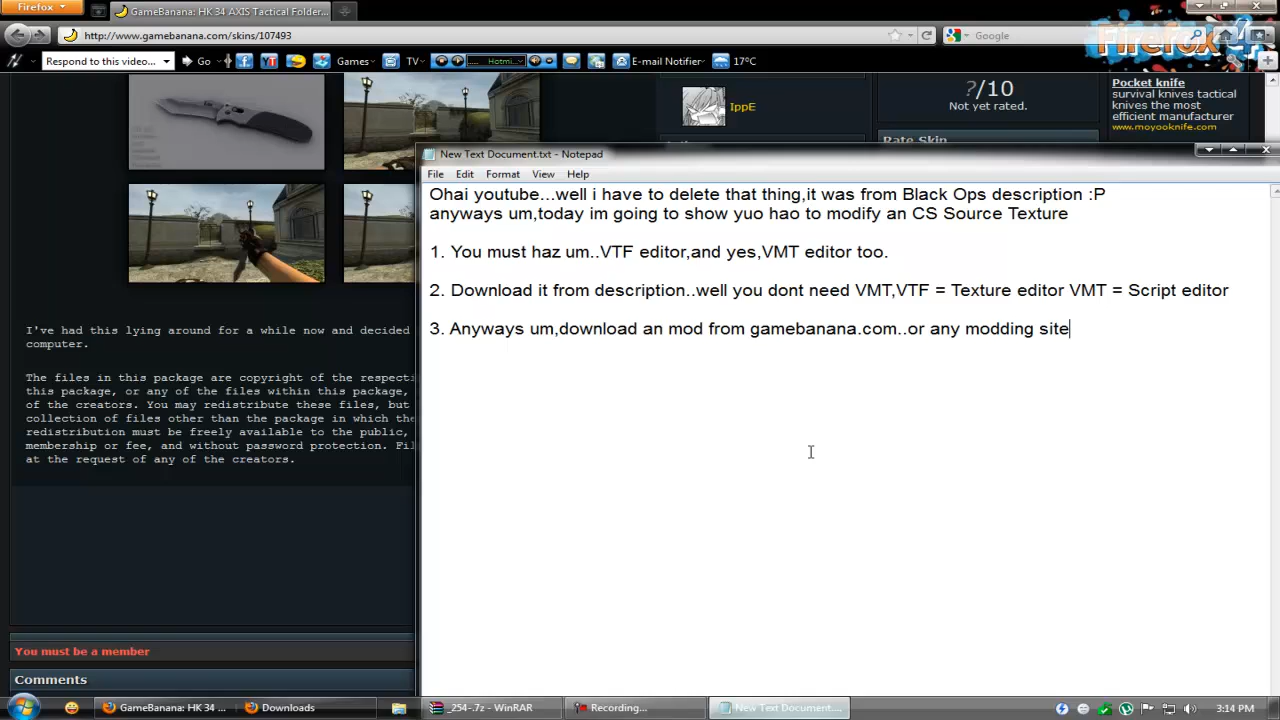 Firefox
GameBanana: HK 34 AXIS Tactical Folder...
http://www.gamebanana.com/skins/107493
Google
Firefox 4
Respond to this video...
Go
Games
TV
Hotmi...
E-mail Notifier
17°C
IppE
?/10
Not yet rated.
Rate Skin
Pocket knife
survival knives tactical
knives the most
efficient manufacturer
www.moyooknife.com
New Text Document.txt - Notepad
File Edit Format View Help
Ohai youtube...well i have to delete that thing,it was from Black Ops description :P
anyways um,today im going to show yuo hao to modify an CS Source Texture
1. You must haz um..VTF editor,and yes,VMT editor too.
2. Download it from description..well you dont need VMT,VTF = Texture editor VMT = Script editor
3. Anyways um,download an mod from gamebanana.com..or any modding site
I've had this lying around for a while now and decided
computer.
The files in this package are copyright of the respecti
this package, or any of the files within this package,
of the creators. You may redistribute these files, but
collection of files other than the package in which the
redistribution must be freely available to the public,
membership or fee, and without password protection. Fil
at the request of any of the creators.
You must be a member
Comments
GameBanana: HK 34 ...
Downloads
_254-.7z - WinRAR
Recording...
New Text Document....
3:14 PM